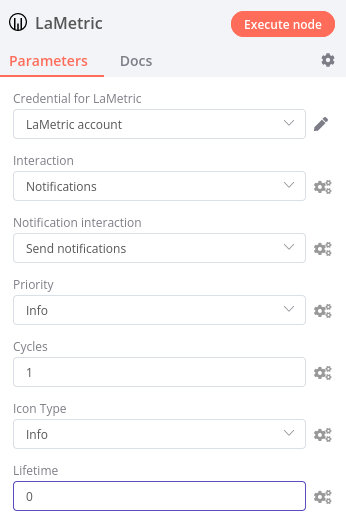 LaMetric
Execute node
Parameters
Docs
Credential for LaMetric
LaMetric account
Interaction
Notifications
Notification interaction
Send notifications
Priority
Info
Cycles
1
Icon Type
Info
Lifetime
0